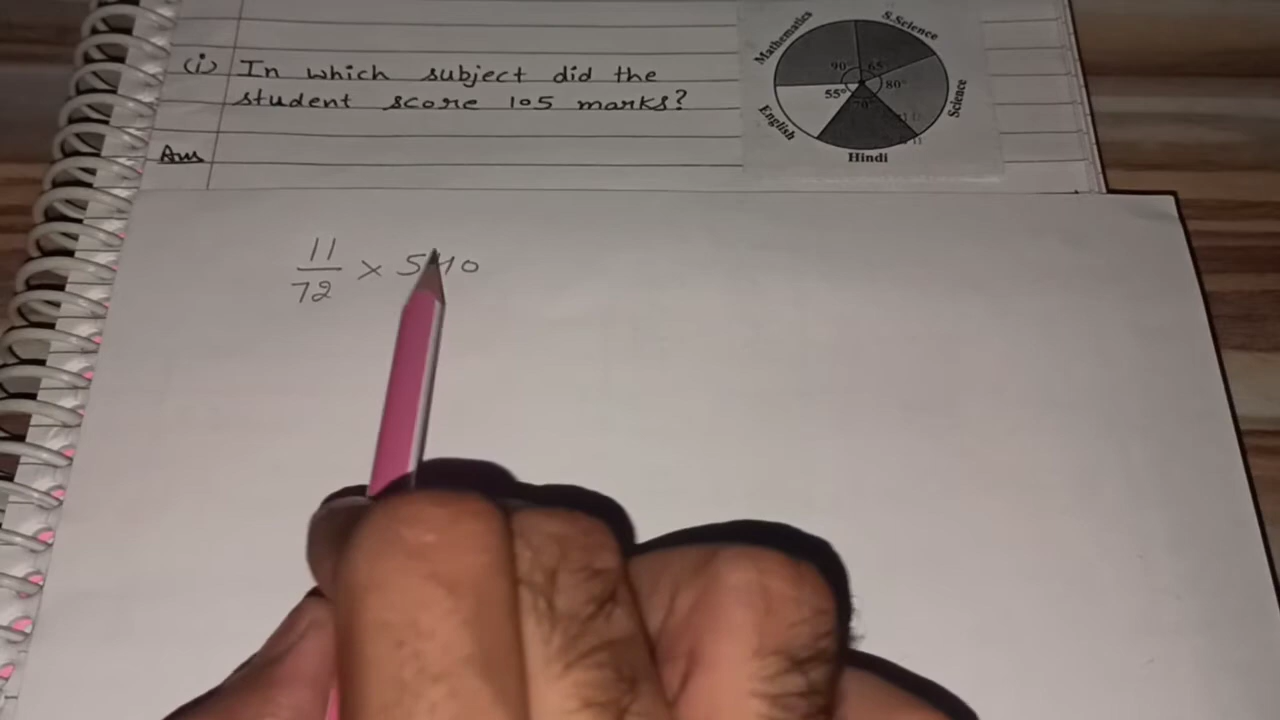 (i) In which subject did the
student score 105 marks?
Ans
Mathematics
S.Science
90°
65°
80°
55°
70°
English
Science
Hindi
11
72
× 540